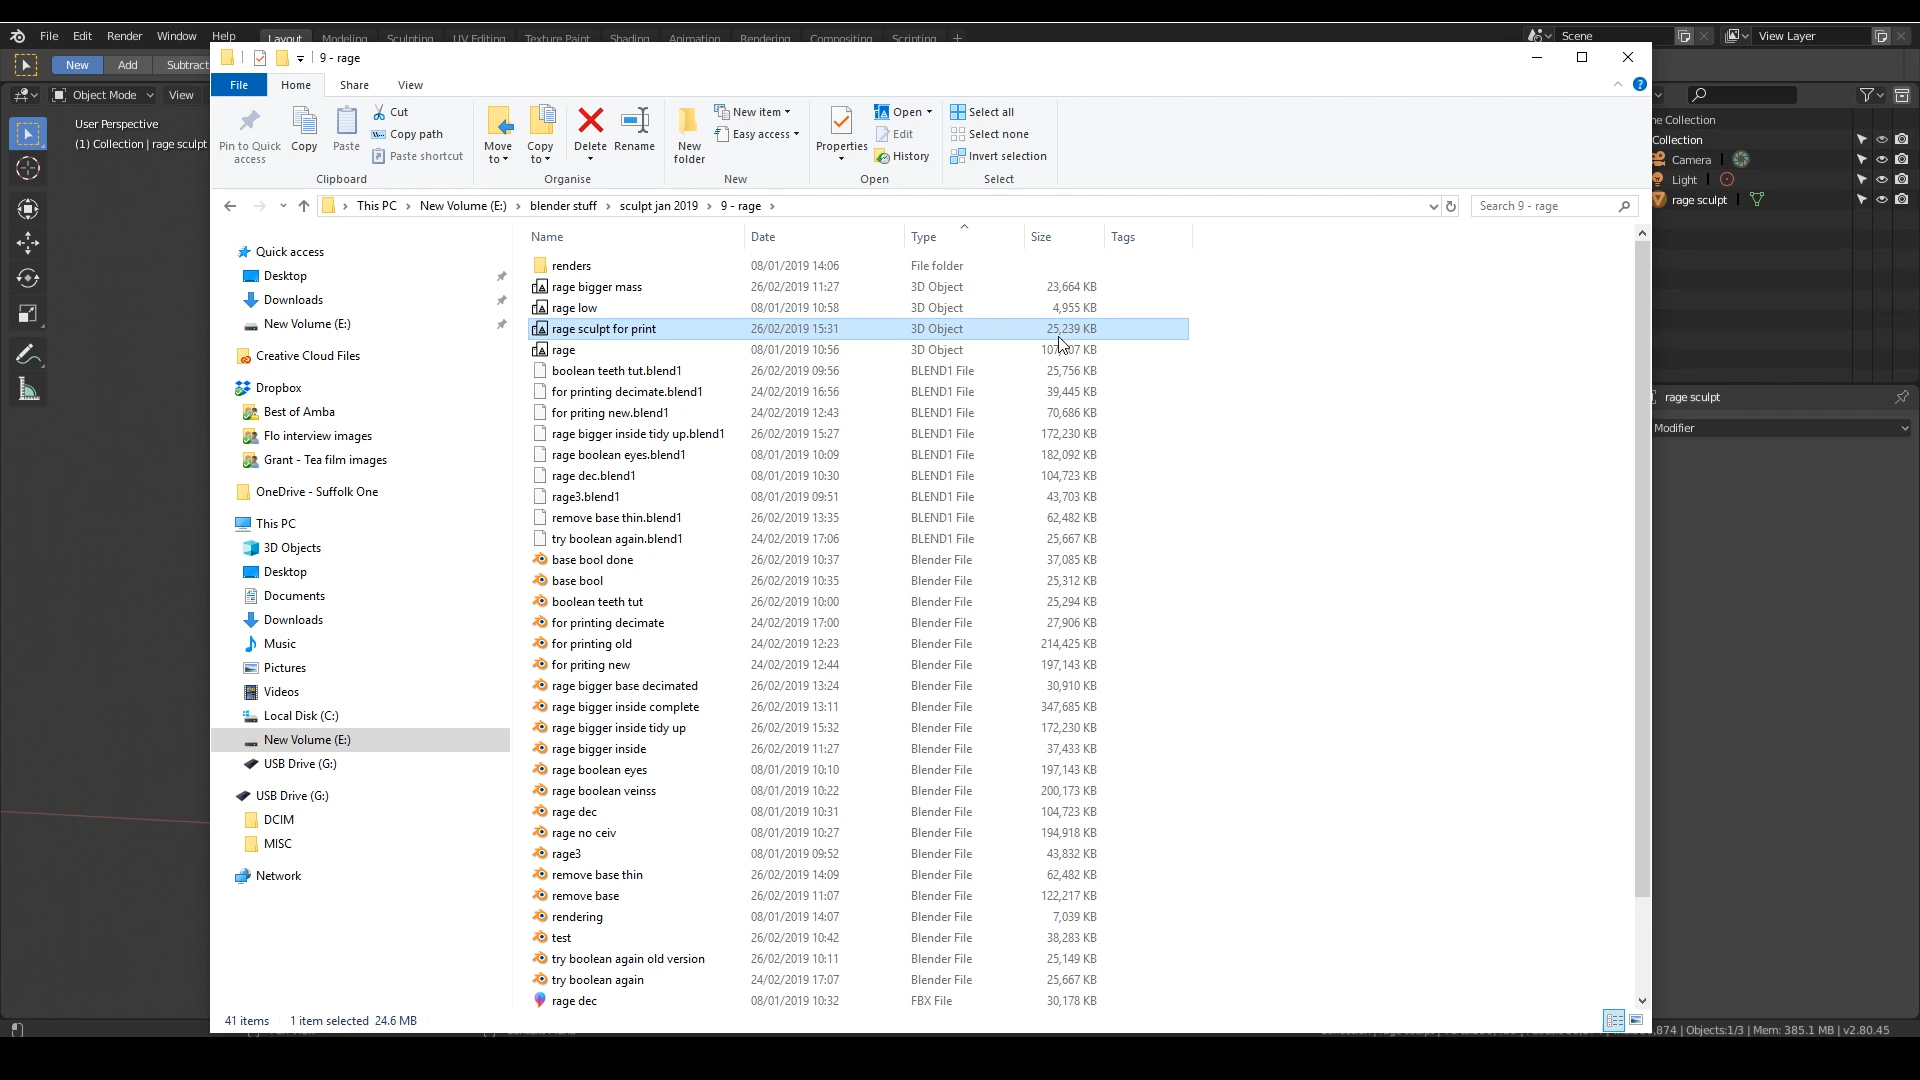 File Edit Render Window Help Layout Modeling Sculpting UV Editing Texture Paint Shading Animation Rendering Compositing Scripting + Scene View Layer
New Add Subtract
9 - rage
File Home Share View
Object Mode View
User Perspective
(1) Collection | rage sculpt
Pin to Quick access
Copy
Paste
Cut
Copy path
Paste shortcut
Clipboard
Move to
Copy to
Delete
Rename
Organise
New folder
New item
Easy access
New
Properties
Open
Edit
History
Open
Select all
Select none
Invert selection
Select
Collection
Collection
Camera
Light
rage sculpt
rage sculpt
Modifier
This PC > New Volume (E:) > blender stuff > sculpt jan 2019 > 9 - rage >
Search 9 - rage
Quick access
Desktop
Downloads
New Volume (E:)
Creative Cloud Files
Dropbox
Best of Amba
Flo interview images
Grant - Tea film images
OneDrive - Suffolk One
This PC
3D Objects
Desktop
Documents
Downloads
Music
Pictures
Videos
Local Disk (C:)
New Volume (E:)
USB Drive (G:)
USB Drive (G:)
DCIM
MISC
Network
Name Date Type Size Tags
renders 08/01/2019 14:06 File folder
rage bigger mass 26/02/2019 11:27 3D Object 23,664 KB
rage low 08/01/2019 10:58 3D Object 4,955 KB
rage sculpt for print 26/02/2019 15:31 3D Object 25,239 KB
rage 08/01/2019 10:56 3D Object KB
boolean teeth tut.blend1 26/02/2019 09:56 BLEND1 File 25,756 KB
for printing decimate.blend1 24/02/2019 16:56 BLEND1 File 39,445 KB
for priting new.blend1 24/02/2019 12:43 BLEND1 File 70,686 KB
rage bigger inside tidy up.blend1 26/02/2019 15:27 BLEND1 File 172,230 KB
rage boolean eyes.blend1 08/01/2019 10:09 BLEND1 File 182,092 KB
rage dec.blend1 08/01/2019 10:30 BLEND1 File 104,723 KB
rage3.blend1 08/01/2019 09:51 BLEND1 File 43,703 KB
remove base thin.blend1 26/02/2019 13:35 BLEND1 File 62,482 KB
try boolean again.blend1 24/02/2019 17:06 BLEND1 File 25,667 KB
base bool done 26/02/2019 10:37 Blender File 37,085 KB
base bool 26/02/2019 10:35 Blender File 25,312 KB
boolean teeth tut 26/02/2019 10:00 Blender File 25,294 KB
for printing decimate 24/02/2019 17:00 Blender File 27,906 KB
for printing old 24/02/2019 12:23 Blender File 214,425 KB
for priting new 24/02/2019 12:44 Blender File 197,143 KB
rage bigger base decimated 26/02/2019 13:24 Blender File 30,910 KB
rage bigger inside complete 26/02/2019 13:11 Blender File 347,685 KB
rage bigger inside tidy up 26/02/2019 15:32 Blender File 172,230 KB
rage bigger inside 26/02/2019 11:27 Blender File 37,433 KB
rage boolean eyes 08/01/2019 10:10 Blender File 197,143 KB
rage boolean veinss 08/01/2019 10:22 Blender File 200,173 KB
rage dec 08/01/2019 10:31 Blender File 104,723 KB
rage no ceiv 08/01/2019 10:27 Blender File 194,918 KB
rage3 08/01/2019 09:52 Blender File 43,832 KB
remove base thin 26/02/2019 14:09 Blender File 62,482 KB
remove base 26/02/2019 11:07 Blender File 122,217 KB
rendering 08/01/2019 14:07 Blender File 7,039 KB
test 26/02/2019 10:42 Blender File 38,283 KB
try boolean again old version 26/02/2019 10:11 Blender File 25,149 KB
try boolean again 24/02/2019 17:07 Blender File 25,667 KB
rage dec 08/01/2019 10:32 FBX File 30,178 KB
41 items 1 item selected 24.6 MB
,874 | Objects:1/3 | Mem: 385.1 MB | v2.80.45